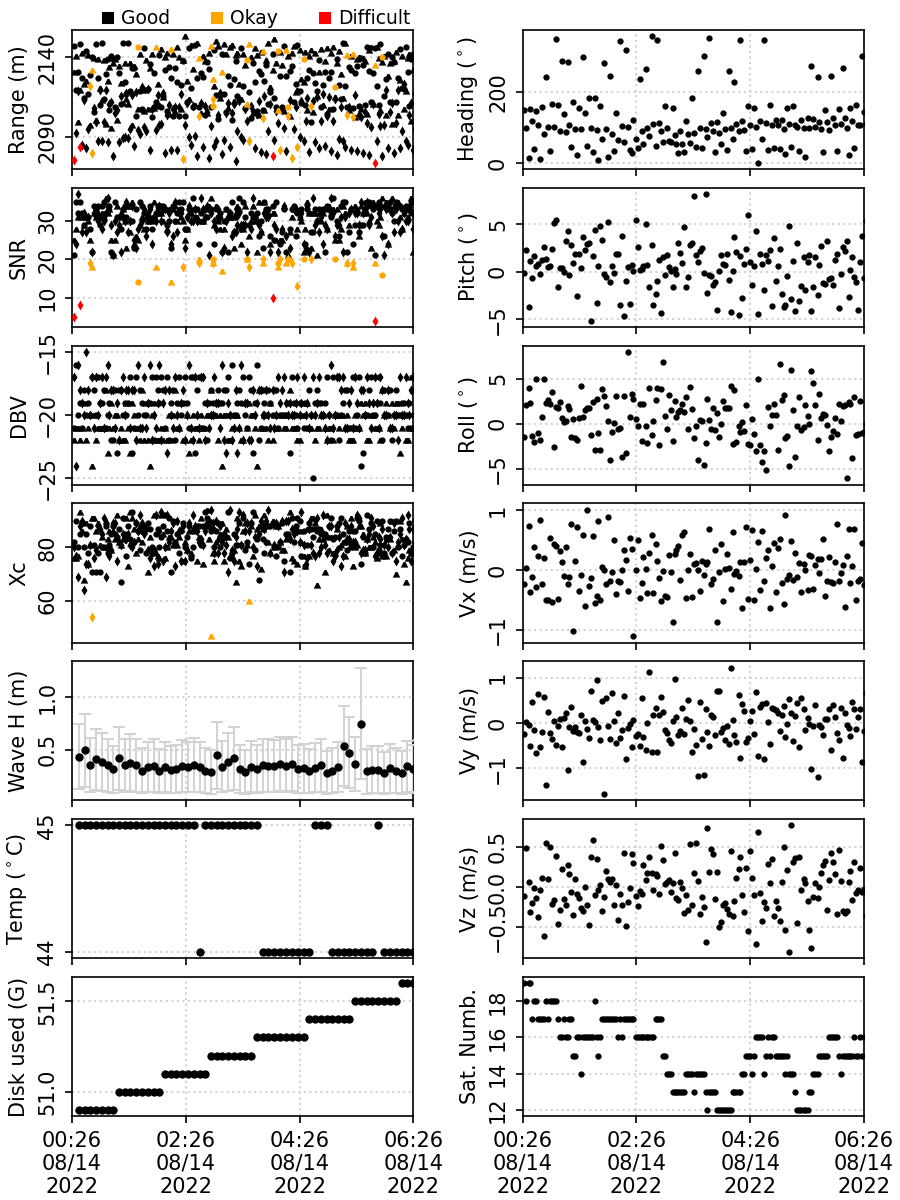 Good Okay Difficult
Range (m)
2140
2090
Heading (°)
200
0
SNR
30
20
10
Pitch (°)
5
0
−5
DBV
−15
−20
−25
Roll (°)
5
0
−5
Xc
80
60
Vx (m/s)
1
0
−1
Wave H (m)
1.0
0.5
Vy (m/s)
1
0
−1
Temp (°C)
45
44
Vz (m/s)
0.5
0.0
−0.5
Disk used (G)
51.5
51.0
Sat. Numb.
18
16
14
12
00:26 02:26 04:26 06:26
08/14 08/14 08/14 08/14
2022 2022 2022 2022
00:26 02:26 04:26 06:26
08/14 08/14 08/14 08/14
2022 2022 2022 2022